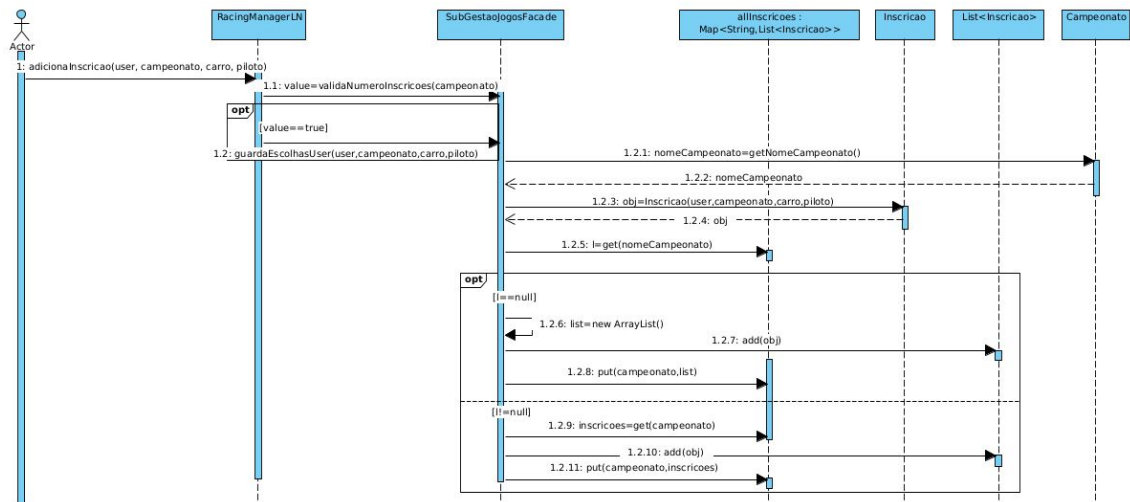 RacingManagerLN
SubGestaoJogosFacade
allInscricoes :
Map<String,List<Inscricao>>
Inscricao
List<Inscricao>
Campeonato
Actor
1: adicionaInscricao(user, campeonato, carro, piloto)
1.1: value=validaNumeroInscricoes(campeonato)
opt
[value==true]
1.2: guardaEscolhasUser(user,campeonato,carro,piloto)
1.2.1: nomeCampeonato=getNomeCampeonato()
1.2.2: nomeCampeonato
1.2.3: obj=Inscricao(user,campeonato,carro,piloto)
1.2.4: obj
1.2.5: l=get(nomeCampeonato)
opt
[l==null]
1.2.6: list=new ArrayList()
1.2.7: add(obj)
1.2.8: put(campeonato,list)
[l!=null]
1.2.9: inscricoes=get(campeonato)
1.2.10: add(obj)
1.2.11: put(campeonato,inscricoes)